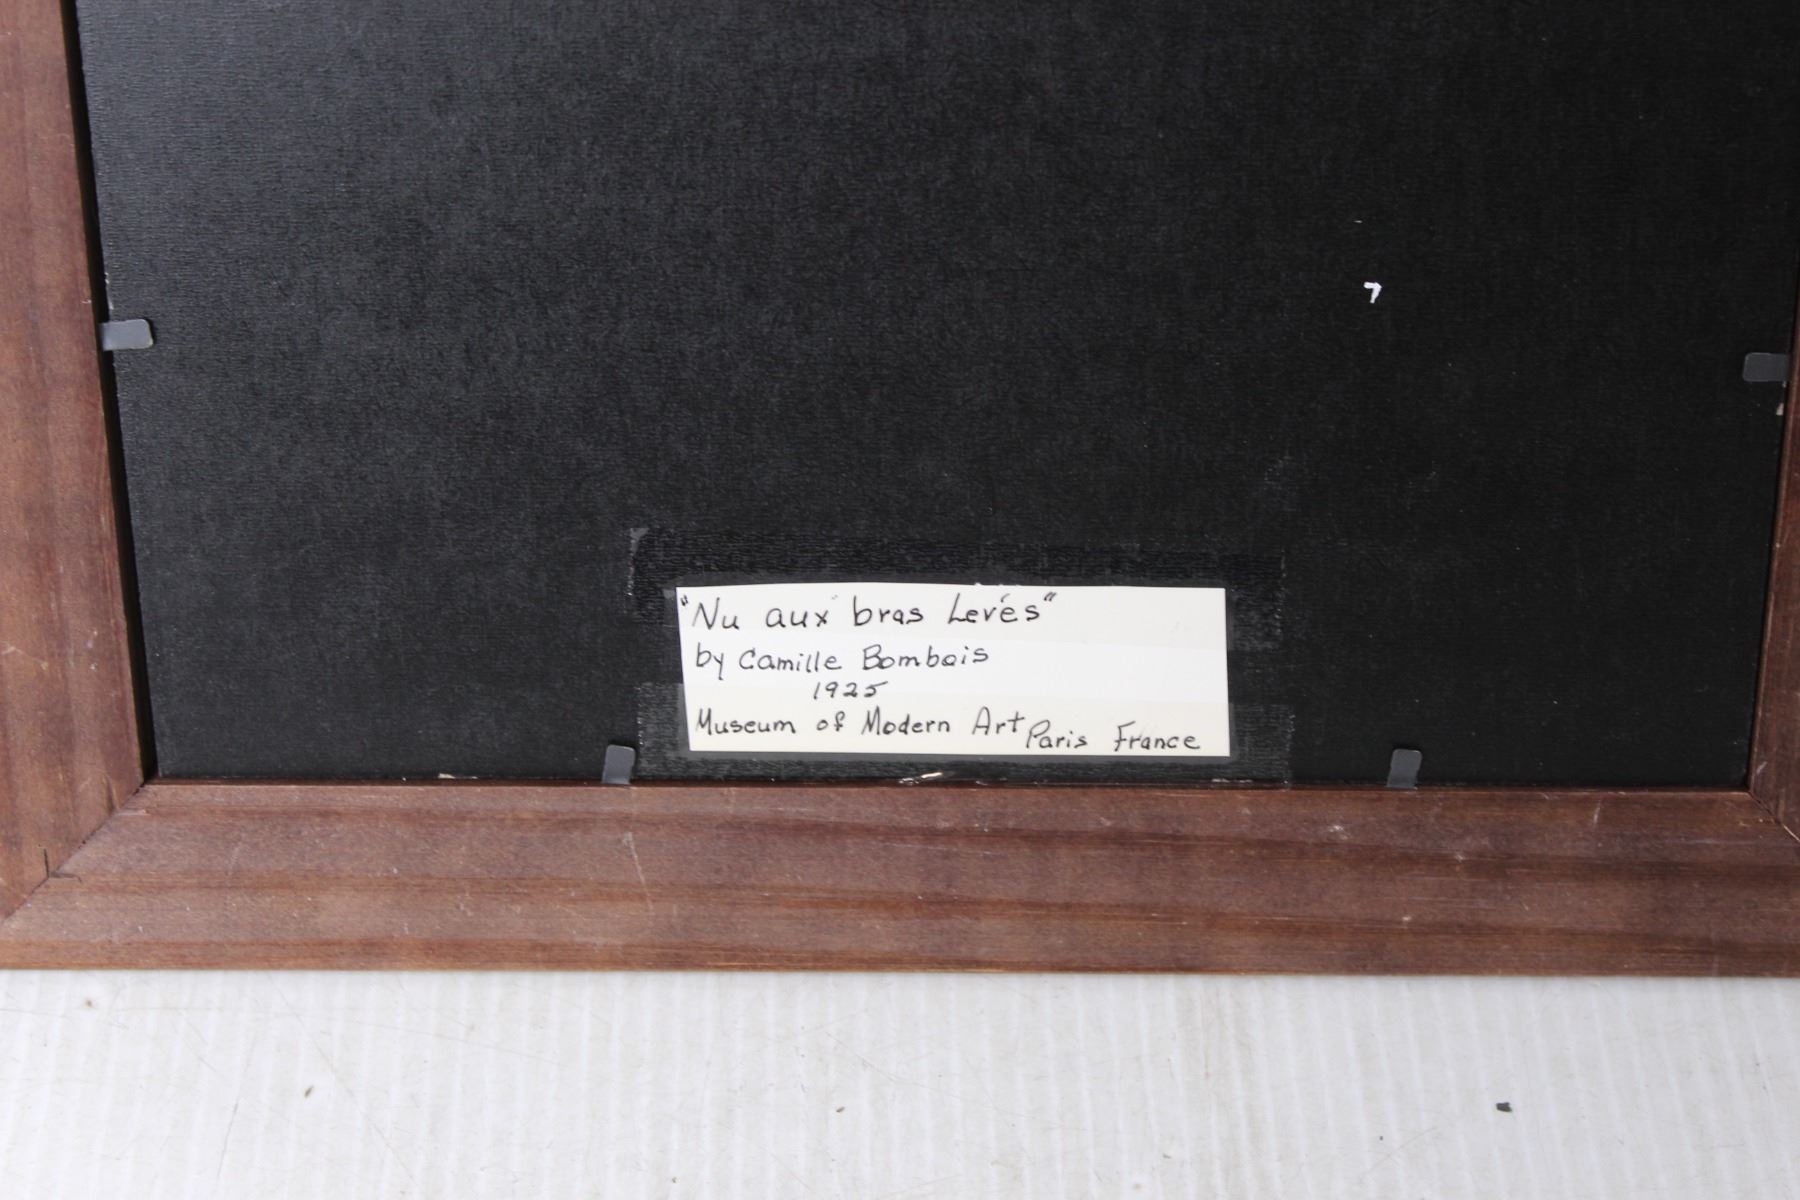 "Nu aux bras Levés"
by Camille Bombois
1925
Museum of Modern Art Paris France